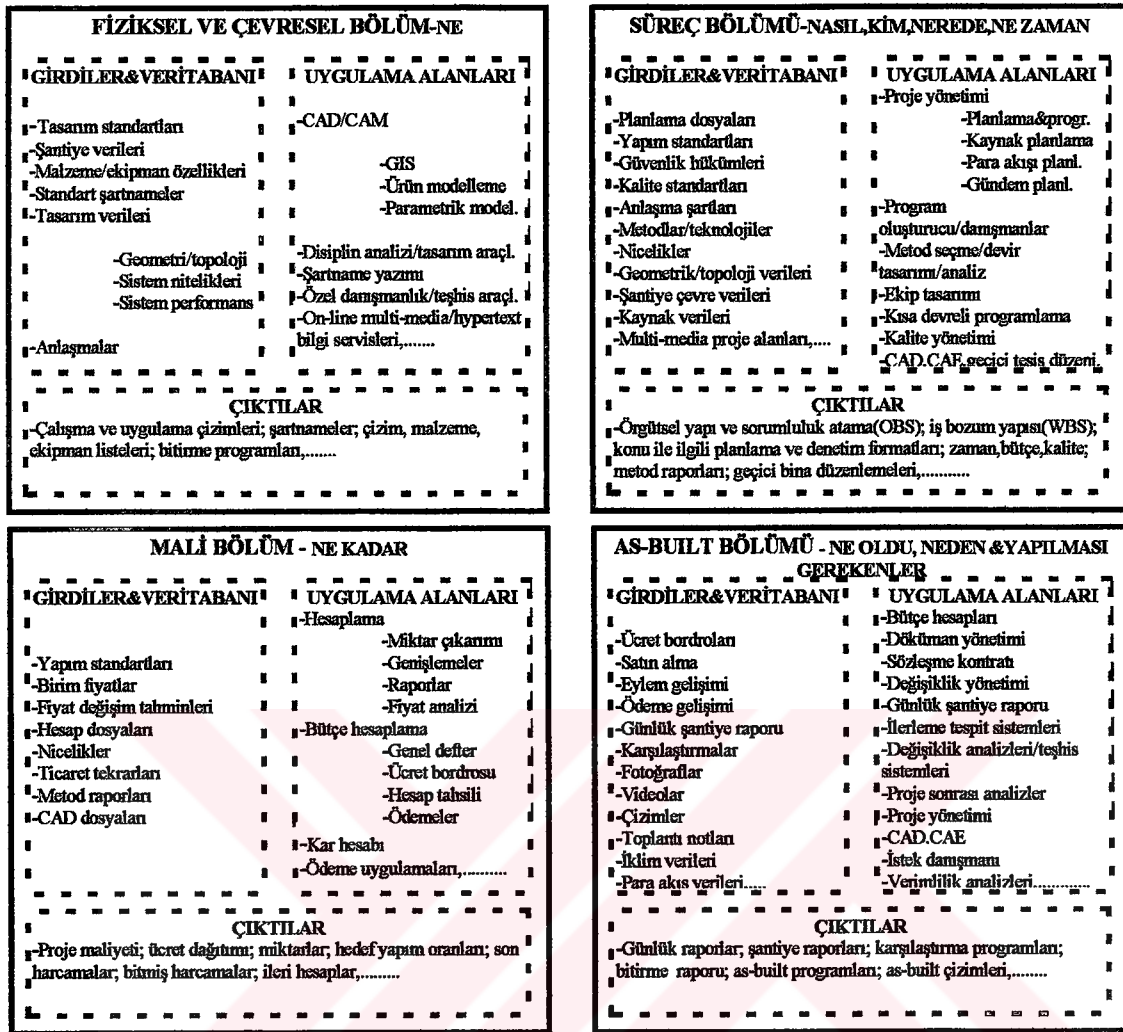 FİZİKSEL VE ÇEVRESEL BÖLÜM-NE
GİRDİLER&VERİTABANI
-Tasarım standartları
-Şantiye verileri
-Malzeme/ekipman özellikleri
-Standart şartnameler
-Tasarım verileri
-Geometri/topoloji
-Sistem nitelikleri
-Sistem performans
-Anlaşmalar
UYGULAMA ALANLARI
-CAD/CAM
-GIS
-Ürün modelleme
-Parametrik model.
-Disiplin analizi/tasarım araçl.
-Şartname yazımı
-Özel danışmanlık/teşhis araçl.
-On-line multi-media/hypertext
bilgi servisleri,.......
ÇIKTILAR
-Çalışma ve uygulama çizimleri; şartnameler; çizim, malzeme,
ekipman listeleri; bitirme programları,.......
SÜREÇ BÖLÜMÜ-NASIL,KİM,NEREDE,NE ZAMAN
GİRDİLER&VERİTABANI
-Planlama dosyaları
-Yapım standartları
-Güvenlik hükümleri
-Kalite standartları
-Anlaşma şartları
-Metodlar/teknolojiler
-Nicelikler
-Geometrik/topoloji verileri
-Şantiye çevre verileri
-Kaynak verileri
-Multi-media proje alanları,....
UYGULAMA ALANLARI
-Proje yönetimi
-Planlama&progr.
-Kaynak planlama
-Para akışı planl.
-Gündem planl.
-Program
oluşturucu/danışmanlar
-Metod seçme/devir
tasarımı/analiz
-Ekip tasarımı
-Kısa devreli programlama
-Kalite yönetimi
-CAD.CAE.geçici tesis düzeni.
ÇIKTILAR
-Örgütsel yapı ve sorumluluk atama(OBS); iş bozum yapısı(WBS);
konu ile ilgili planlama ve denetim formatları; zaman,bütçe,kalite;
metod raporları; geçici bina düzenlemeleri,...........
MALİ BÖLÜM - NE KADAR
GİRDİLER&VERİTABANI
-Yapım standartları
-Birim fiyatlar
-Fiyat değişim tahminleri
-Hesap dosyaları
-Nicelikler
-Ticaret tekrarları
-Metod raporları
-CAD dosyaları
UYGULAMA ALANLARI
-Hesaplama
-Miktar çıkarımı
-Genişlemeler
-Raporlar
-Fiyat analizi
-Bütçe hesaplama
-Genel defter
-Ücret bordrosu
-Hesap tahsili
-Ödemeler
-Kar hesabı
-Ödeme uygulamaları,..........
ÇIKTILAR
-Proje maliyeti; ücret dağıtımı; miktarlar; hedef yapım oranları; son
harcamalar; bitmiş harcamalar; ileri hesaplar,.........
AS-BUILT BÖLÜMÜ - NE OLDU, NEDEN &YAPILMASI
GEREKENLER
GİRDİLER&VERİTABANI
-Ücret bordroları
-Satın alma
-Eylem gelişimi
-Ödeme gelişimi
-Günlük şantiye raporu
-Karşılaştırmalar
-Fotoğraflar
-Videolar
-Çizimler
-Toplantı notları
-İklim verileri
-Para akıs verileri.....
UYGULAMA ALANLARI
-Bütçe hesapları
-Döküman yönetimi
-Sözleşme kontratı
-Değişiklik yönetimi
-Günlük şantiye raporu
-İlerleme tespit sistemleri
-Değişiklik analizleri/teşhis
sistemleri
-Proje sonrası analizler
-Proje yönetimi
-CAD.CAE
-İstek danışmanı
-Verimlilik analizleri.............
ÇIKTILAR
-Günlük raporlar; şantiye raporları; karşılaştırma programları;
bitirme raporu; as-built programları; as-built çizimleri,.......